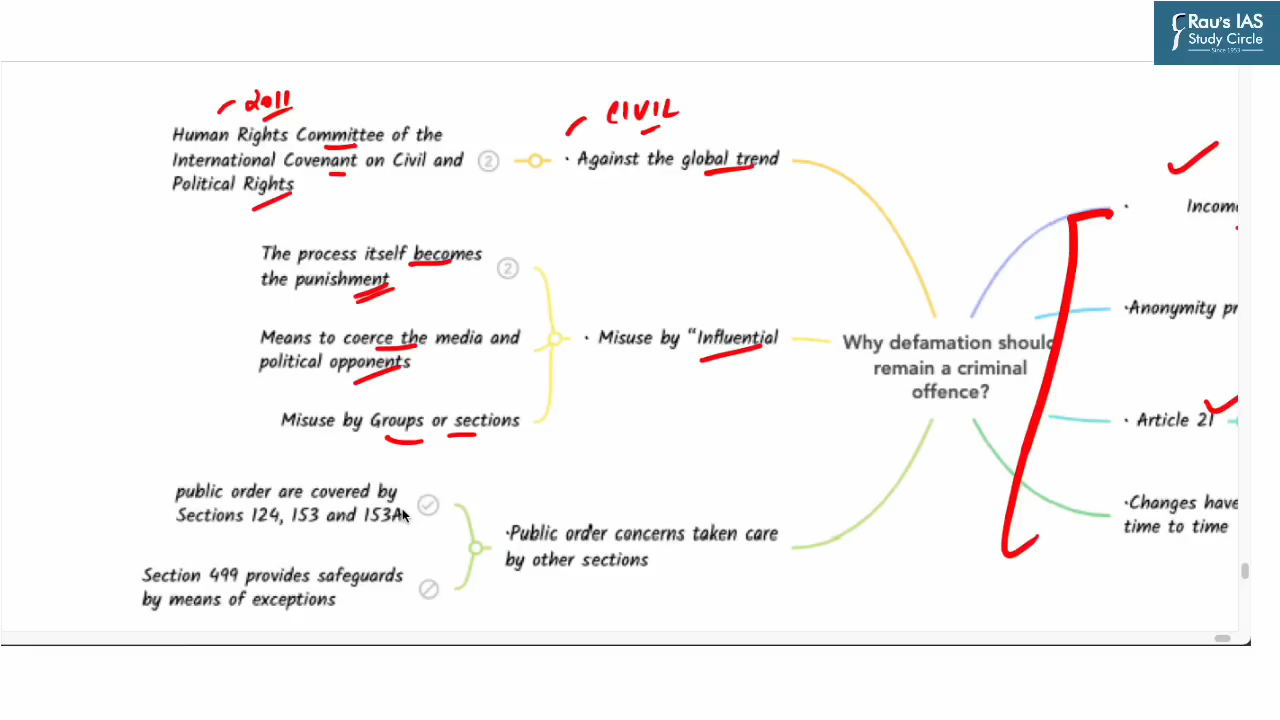 Rau's IAS
Study Circle
Since 1953
2011
CIVIL
Human Rights Committee of the
International Covenant on Civil and
Political Rights
2
· Against the global trend
The process itself becomes
the punishment
2
Means to coerce the media and
political opponents
· Misuse by "Influential
Misuse by Groups or sections
public order are covered by
Sections 124, 153 and 153A
·Public order concerns taken care
by other sections
Section 499 provides safeguards
by means of exceptions
Why defamation should
remain a criminal
offence?
·
·Anonymity
· Article 21
·Changes have
time to time